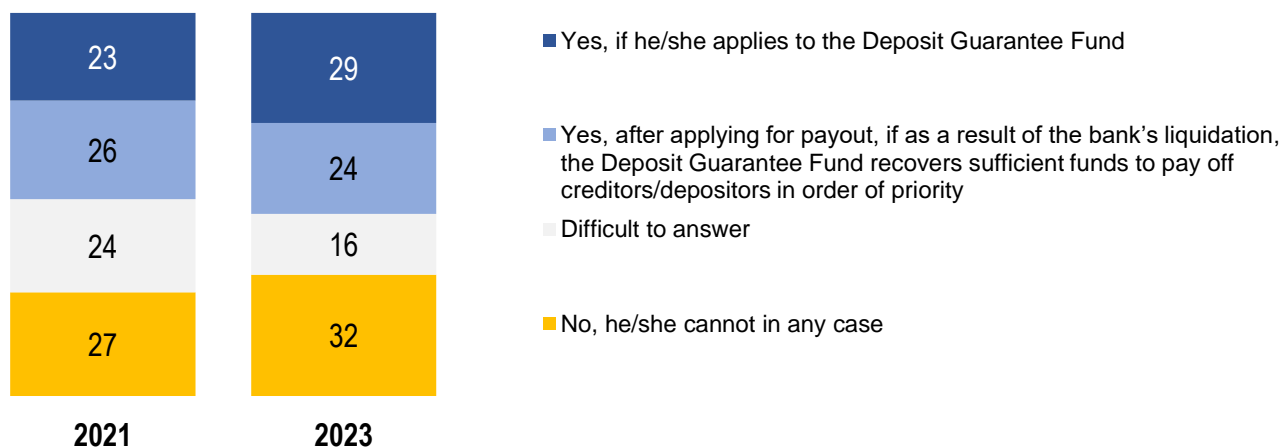 23
26
24
27
2021
29
24
16
32
2023
Yes, if he/she applies to the Deposit Guarantee Fund
Yes, after applying for payout, if as a result of the bank’s liquidation,
the Deposit Guarantee Fund recovers sufficient funds to pay off
creditors/depositors in order of priority
Difficult to answer
No, he/she cannot in any case